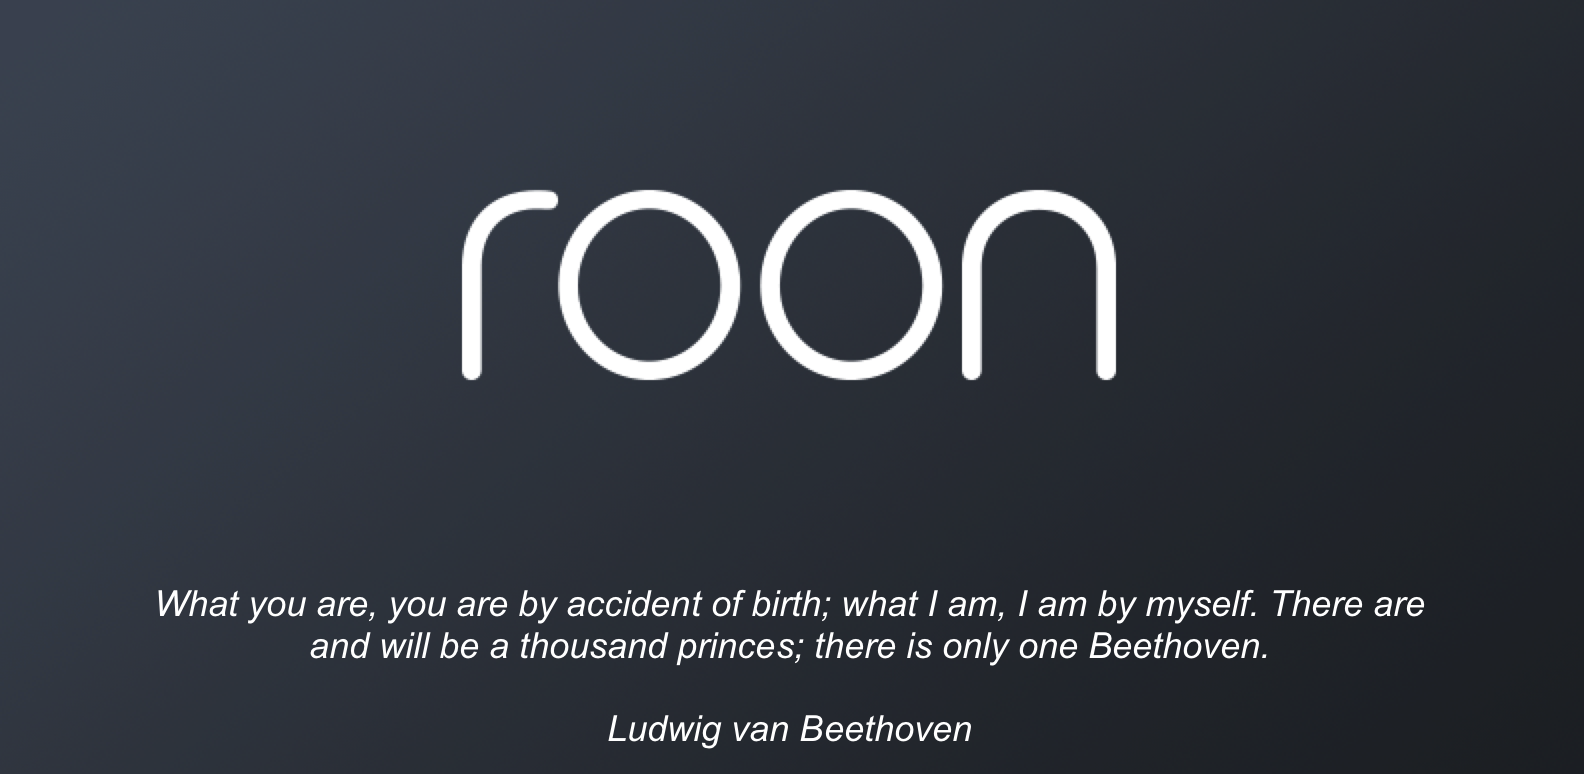 roon
What you are, you are by accident of birth; what I am, I am by myself. There are
and will be a thousand princes; there is only one Beethoven.
Ludwig van Beethoven